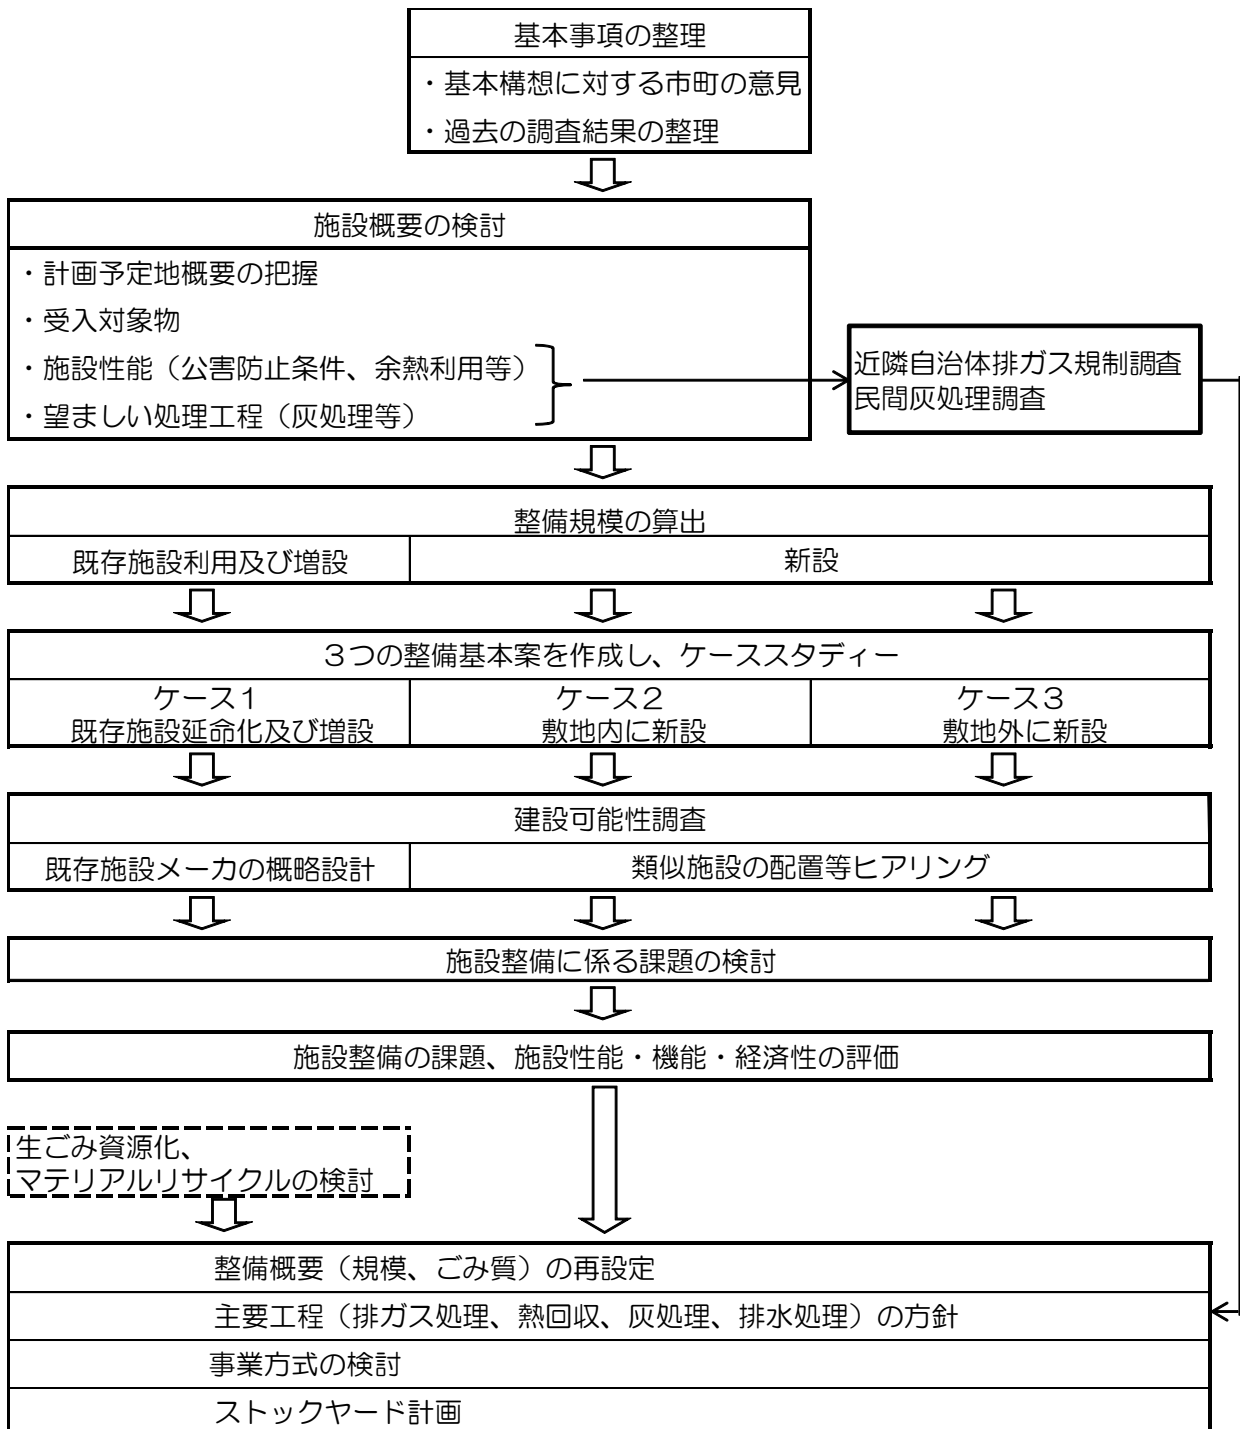 基本事項の整理
・基本構想に対する市町の意見
・過去の調査結果の整理
施設概要の検討
・計画予定地概要の把握
・受入対象物
・施設性能（公害防止条件、余熱利用等）
・望ましい処理工程（灰処理等）
近隣自治体排ガス規制調査
民間灰処理調査
整備規模の算出
既存施設利用及び増設
新設
３つの整備基本案を作成し、ケーススタディー
ケース１
既存施設延命化及び増設
ケース２
敷地内に新設
ケース３
敷地外に新設
建設可能性調査
既存施設メーカの概略設計
類似施設の配置等ヒアリング
施設整備に係る課題の検討
施設整備の課題、施設性能・機能・経済性の評価
生ごみ資源化、
マテリアルリサイクルの検討
整備概要（規模、ごみ質）の再設定
主要工程（排ガス処理、熱回収、灰処理、排水処理）の方針
事業方式の検討
ストックヤード計画